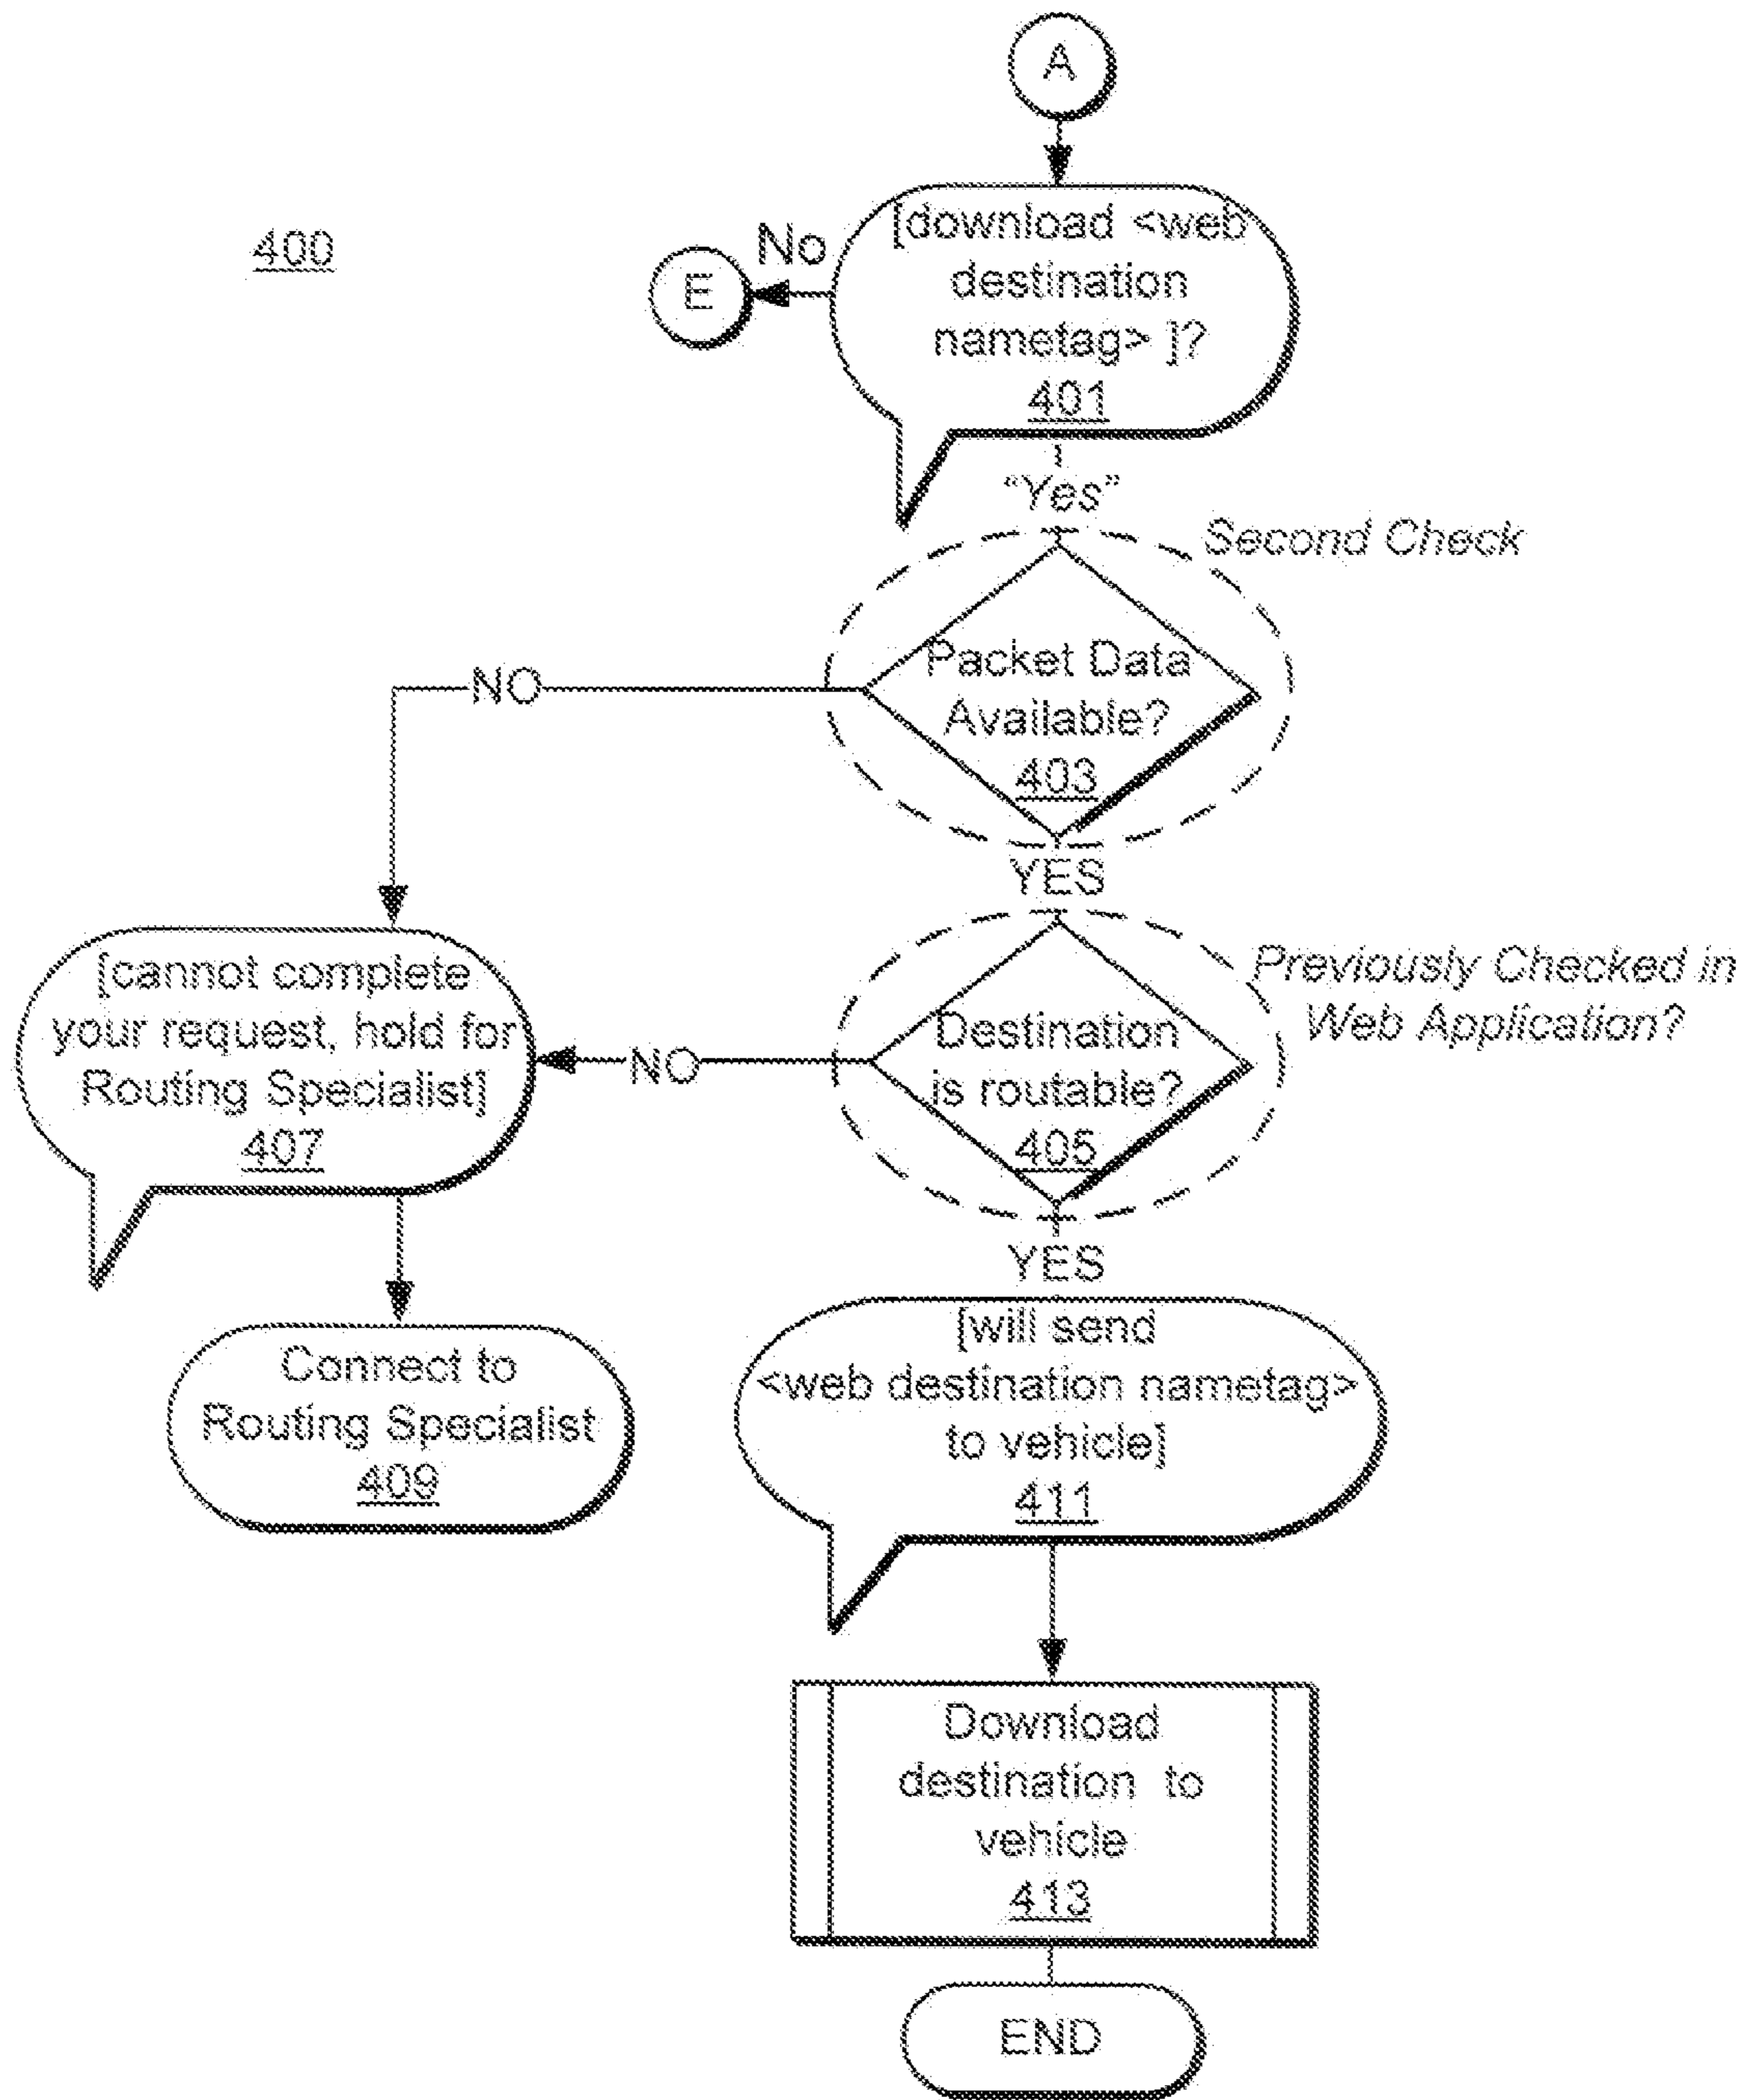 A
400
No
E
[download <web
destination
nametag> ]?
401
“Yes”
Second Check
Packet Data
Available?
403
NO
YES
[cannot complete
your request, hold for
Routing Specialist]
407
NO
Destination
is routable?
405
Previously Checked in
Web Application?
YES
Connect to
Routing Specialist
409
[will send
<web destination nametag>
to vehicle]
411
Download
destination to
vehicle
413
END